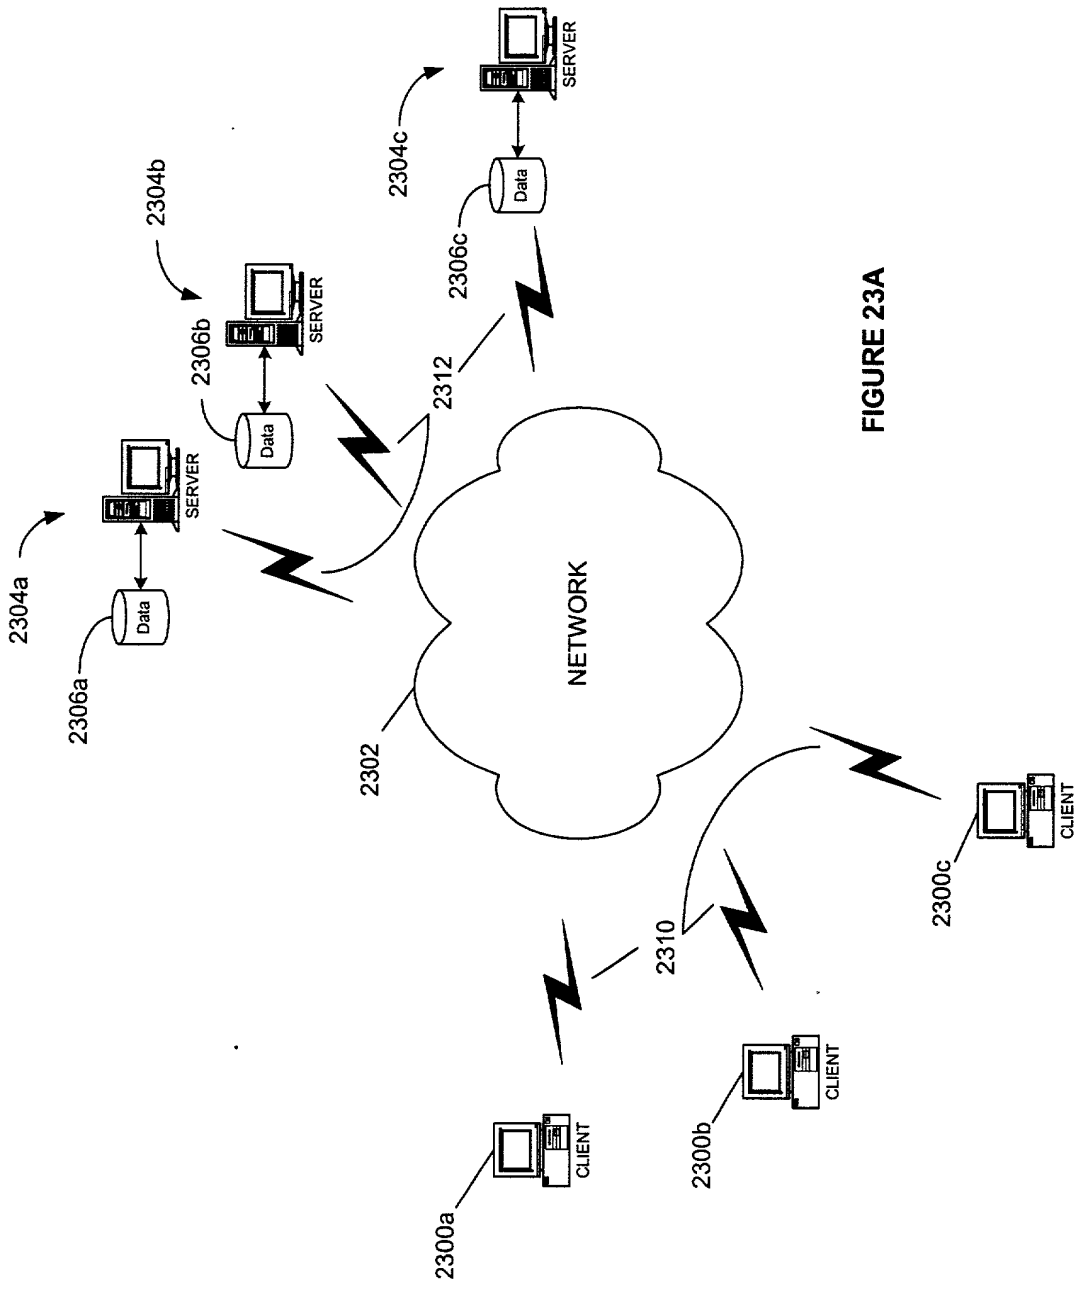 2304a
2306a
Data
SERVER
2304b
2306b
Data
SERVER
2304c
2306c
Data
SERVER
2312
2302
NETWORK
2310
2300a
CLIENT
2300b
CLIENT
2300c
CLIENT
FIGURE 23A